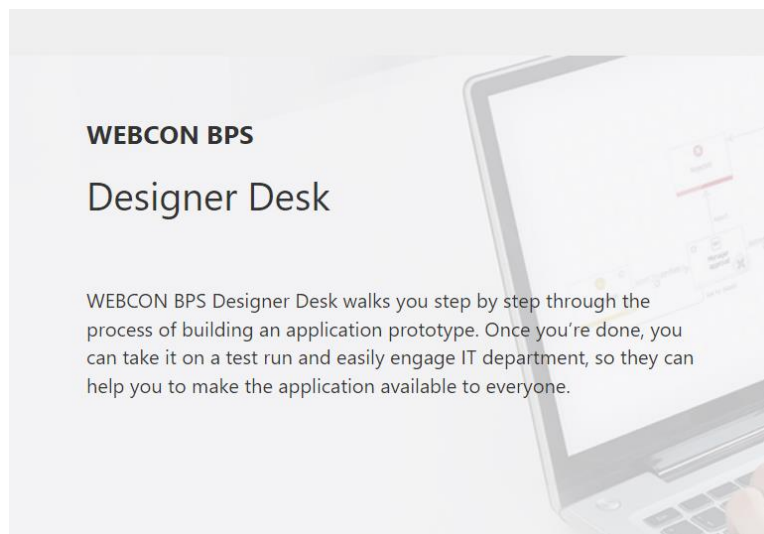 WEBCON BPS
Designer Desk
WEBCON BPS Designer Desk walks you step by step through the
process of building an application prototype. Once you’re done, you
can take it on a test run and easily engage IT department, so they can
help you to make the application available to everyone.